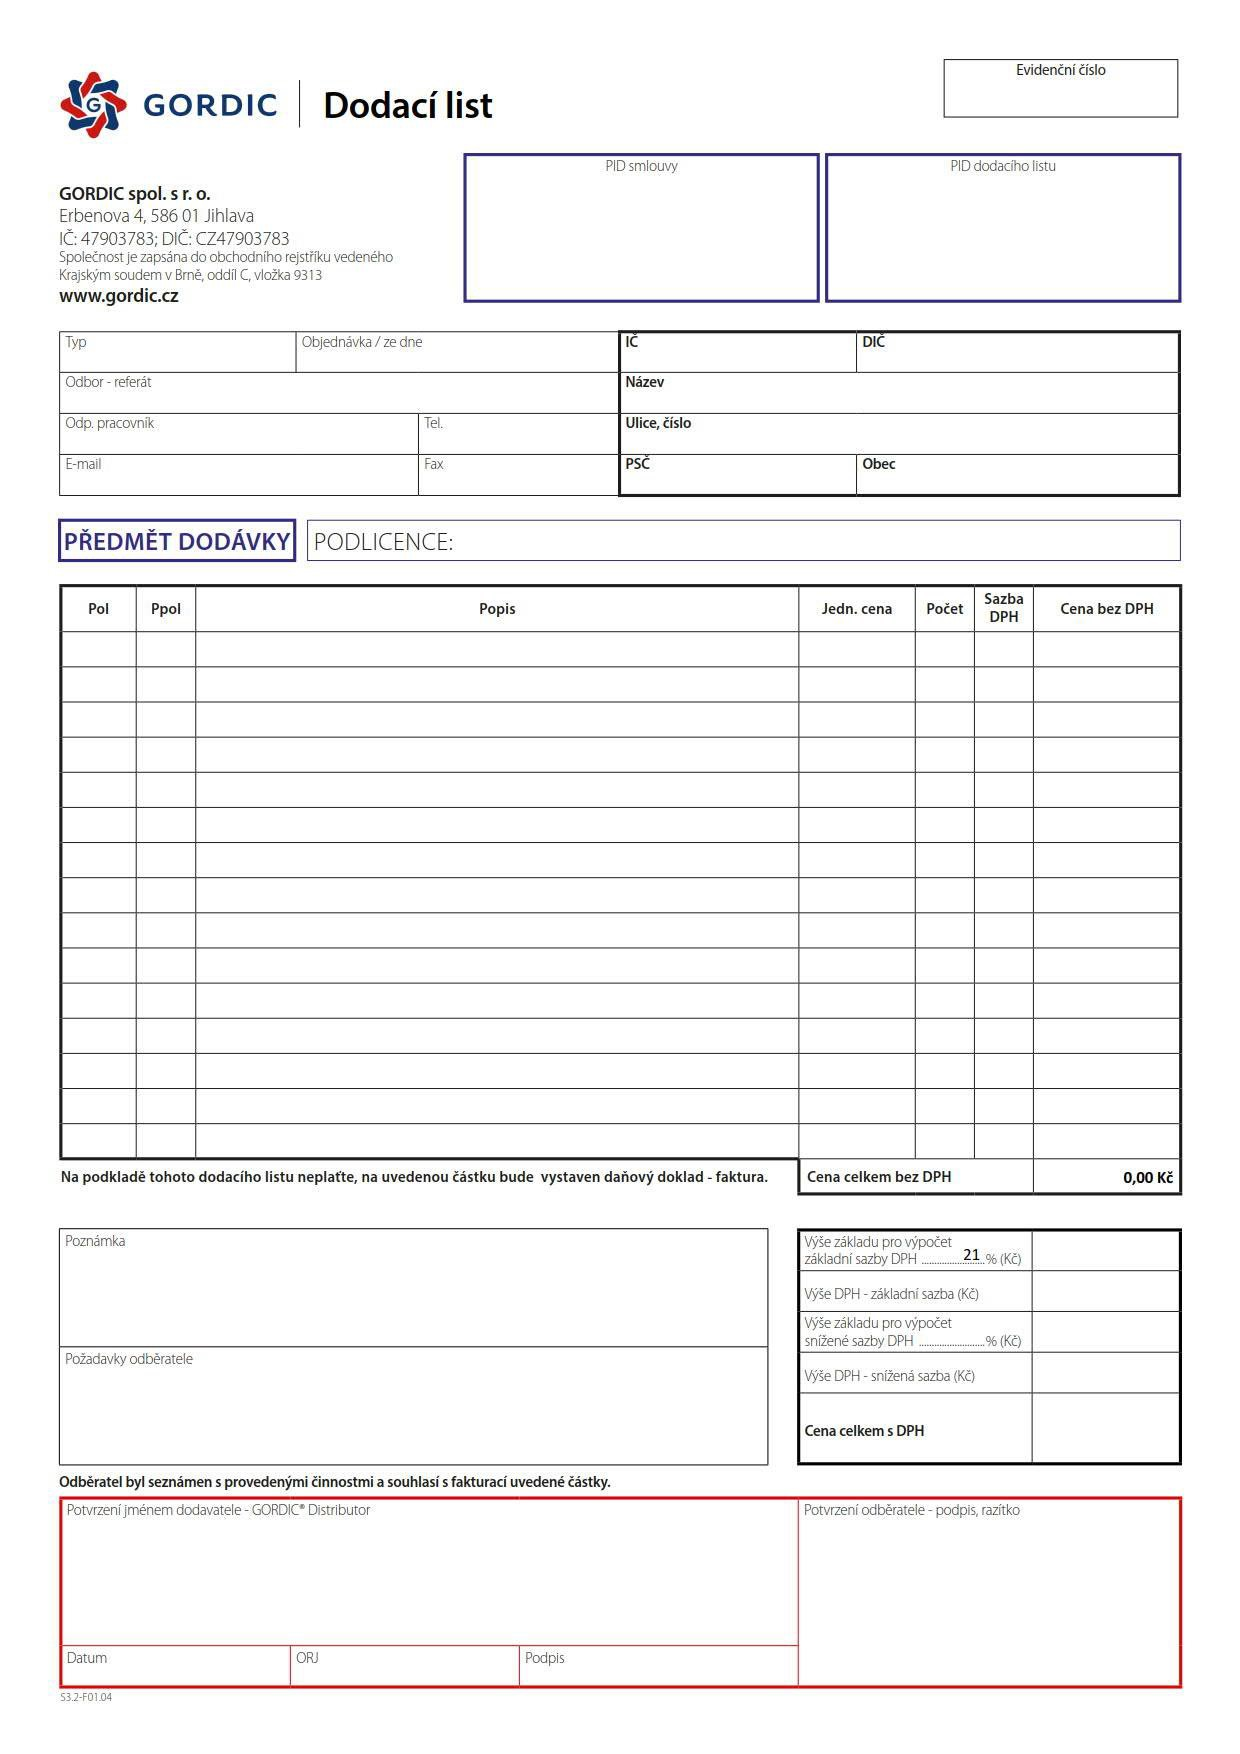 Evidenční číslo
G GORDIC
Dodací list
PID smlouvy
PID dodacího listu
GORDIC spol. s r. o.
Erbenova 4, 586 01 Jihlava
IČ: 47903783; DIČ: CZ47903783
Společnost je zapsána do obchodního rejstříku vedeného
Krajským soudem v Brně, oddíl C, vložka 9313
www.gordic.cz
Typ
Objednávka / ze dne
IČ
DIČ
Odbor - referát
Název
Odp. pracovník
Tel.
Ulice, číslo
E-mail
Fax
PSČ
Obec
PŘEDMĚT DODÁVKY
PODLICENCE:
Pol
Ppol
Popis
Jedn. cena
Počet
Sazba
DPH
Cena bez DPH
Na podkladě tohoto dodacího listu neplaťte, na uvedenou částku bude vystaven daňový doklad - faktura.
Cena celkem bez DPH
0,00 Kč
Poznámka
Požadavky odběratele
Výše základu pro výpočet
základní sazby DPH ..............21..% (Kč)
Výše DPH - základní sazba (Kč)
Výše základu pro výpočet
snížené sazby DPH ..........................% (Kč)
Výše DPH - snížená sazba (Kč)
Cena celkem s DPH
Odběratel byl seznámen s provedenými činnostmi a souhlasí s fakturací uvedené částky.
Potvrzení jménem dodavatele - GORDIC® Distributor
Potvrzení odběratele - podpis, razítko
Datum
ORJ
Podpis
S3.2-F01.04